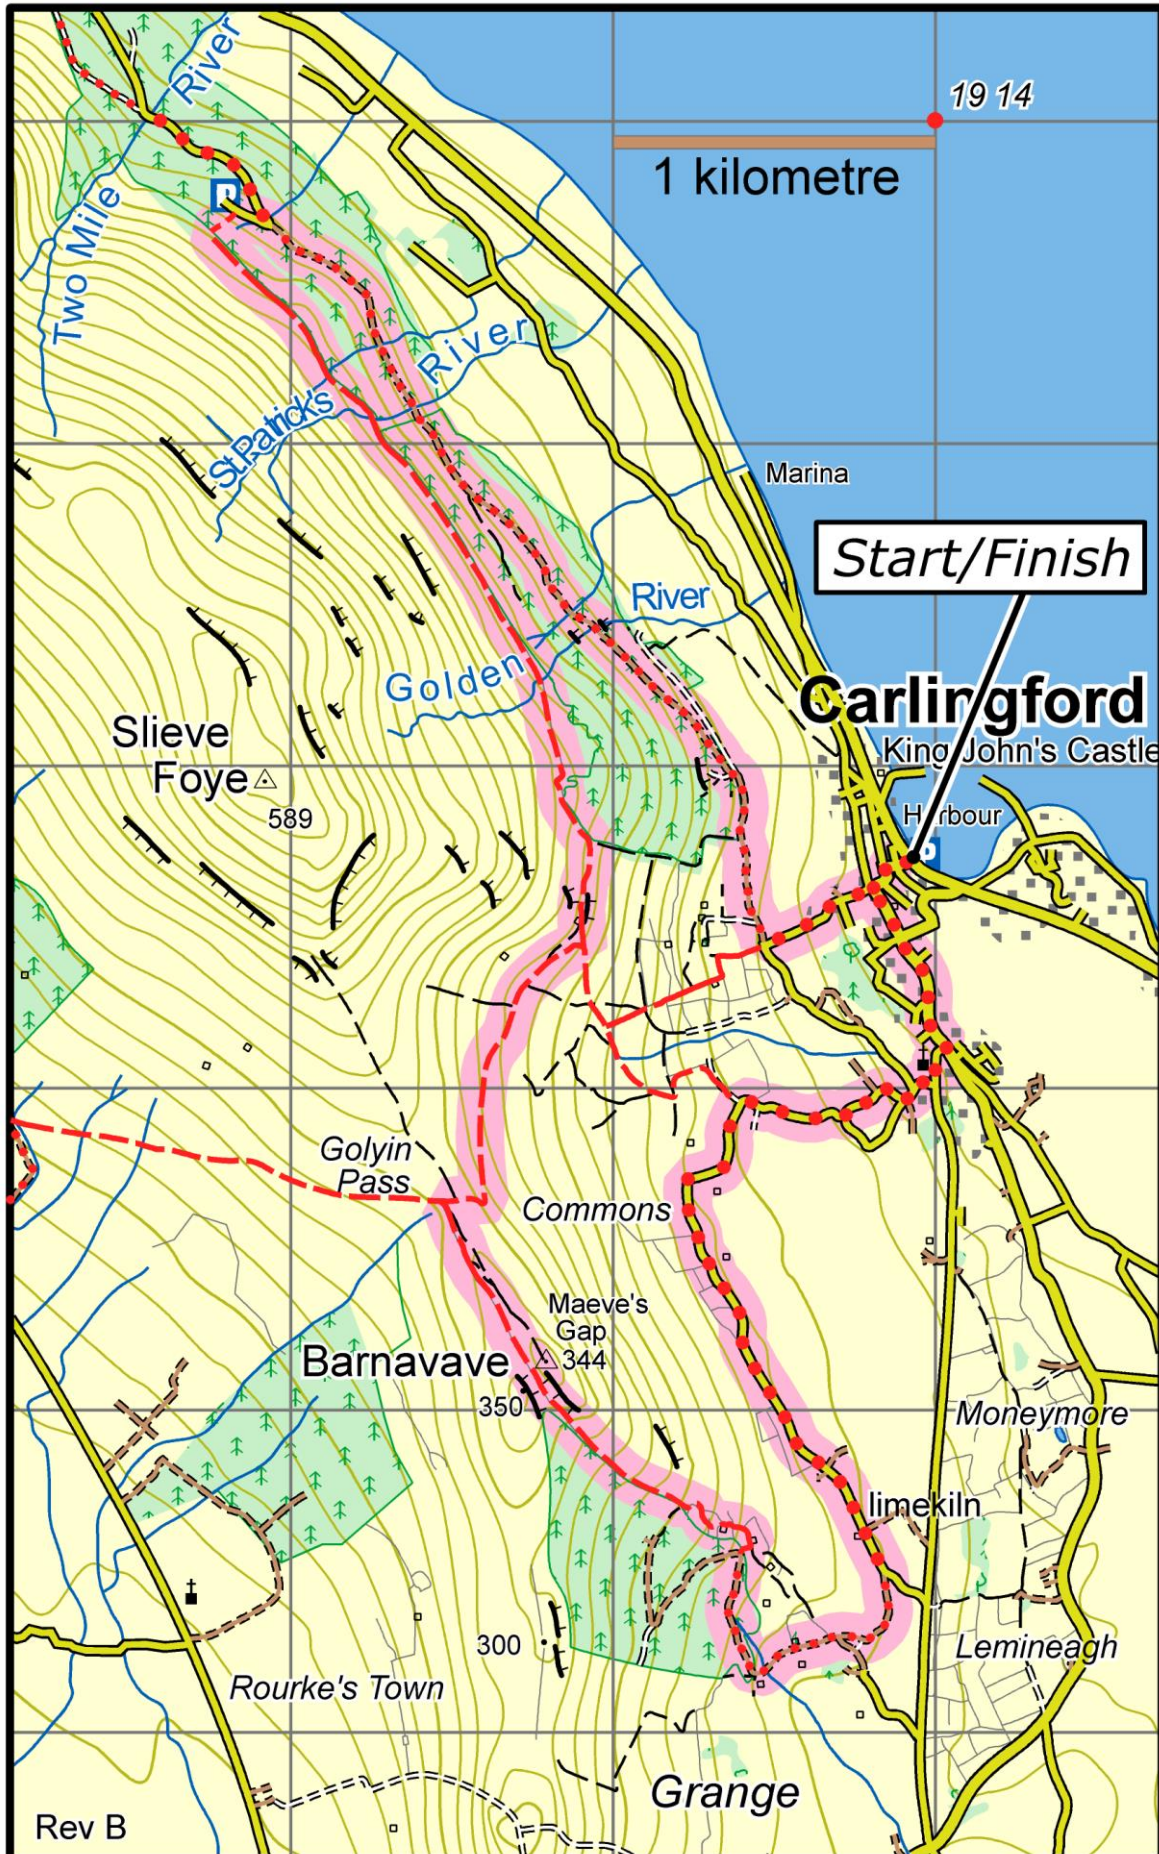 River
19 14
1 kilometre
Two Mile
River
St.Patrick's
Marina
Start/Finish
River
Golden
Carlingford
King John's Castle
Slieve
Foye
589
Harbour
Golyin
Pass
Commons
Maeve's
Gap
Barnavave
344
350
Moneymore
limekiln
300
Lemineagh
Rourke's Town
Grange
Rev B